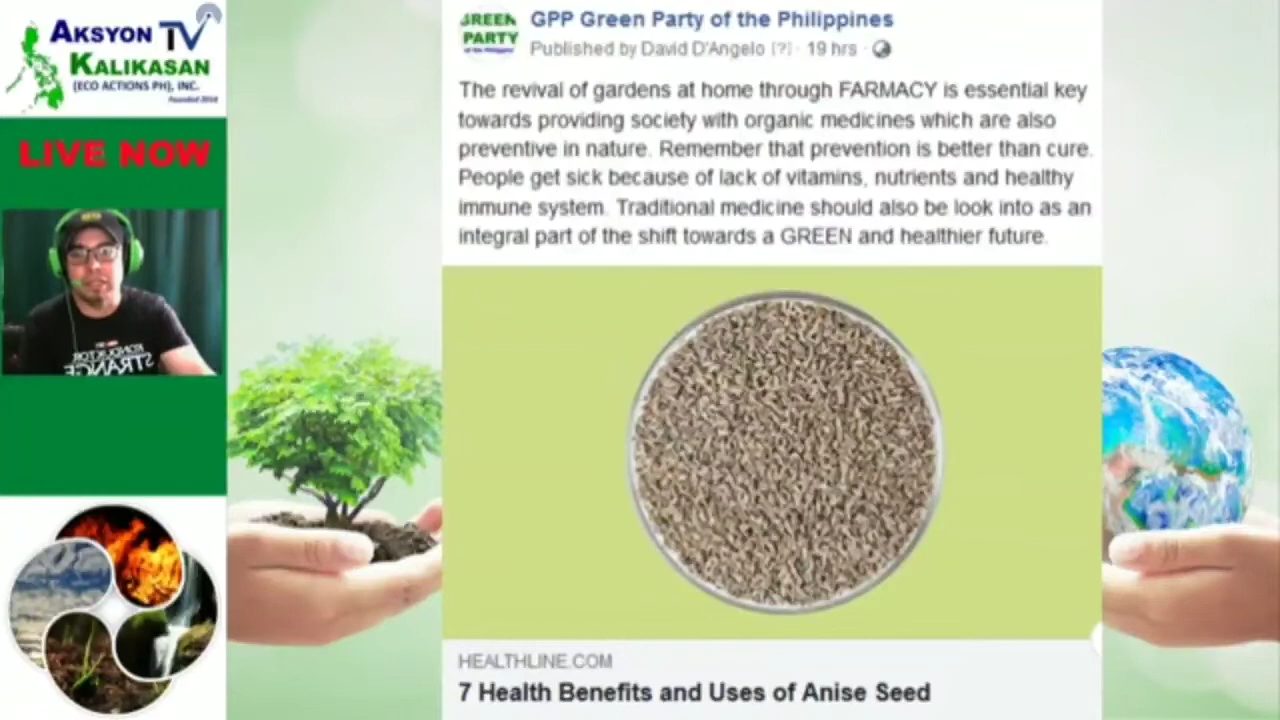 AKSYON TV
KALIKASAN
(ECO ACTIONS PH), INC.
Founded 2018
LIVE NOW
GREEN
PARTY
of the Philippines
GPP Green Party of the Philippines
Published by David D'Angelo [?] · 19 hrs ·
The revival of gardens at home through FARMACY is essential key
towards providing society with organic medicines which are also
preventive in nature. Remember that prevention is better than cure.
People get sick because of lack of vitamins, nutrients and healthy
immune system. Traditional medicine should also be look into as an
integral part of the shift towards a GREEN and healthier future.
HEALTHLINE.COM
7 Health Benefits and Uses of Anise Seed